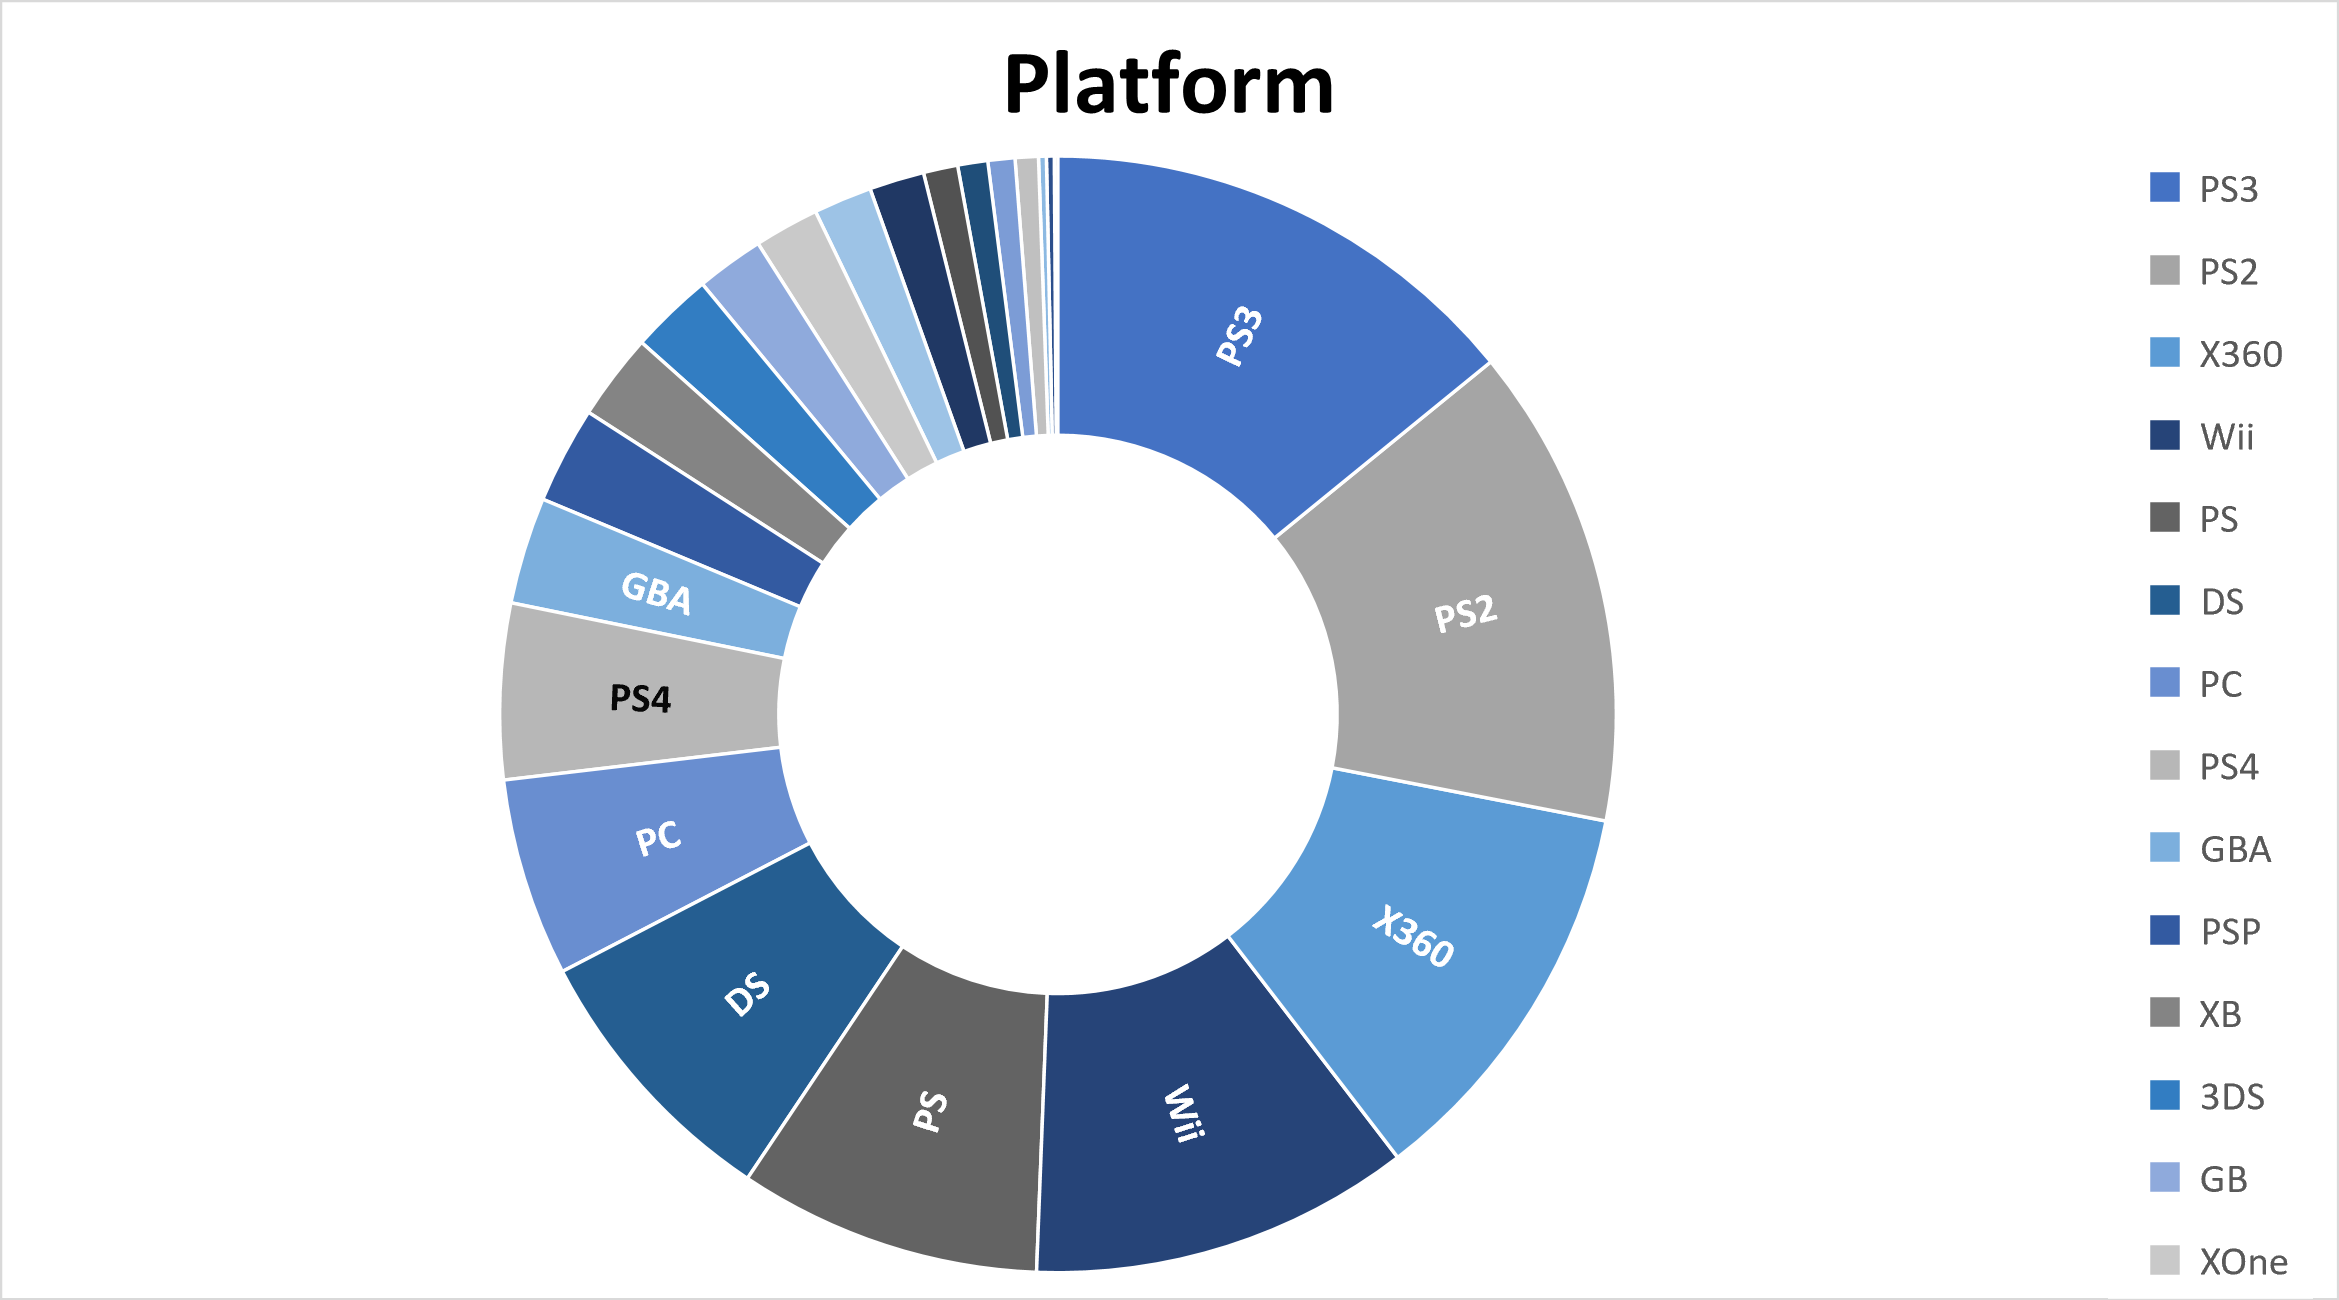 Platform
PS3
PS2
X360
Wii
PS
DS
PC
PS4
GBA
PS3
PS2
X360
Wii
PS
DS
PC
PS4
GBA
PSP
XB
3DS
GB
XOne